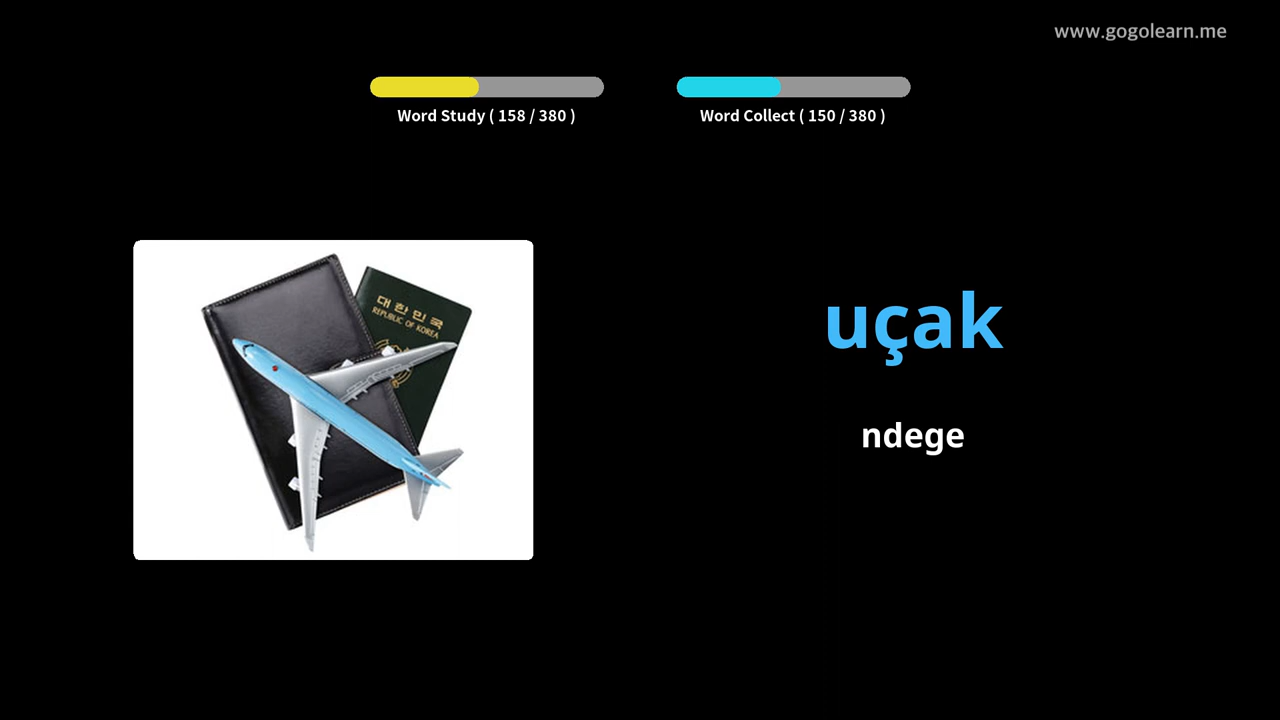 www.gogolearn.me
Word Study ( 158 / 380 )
Word Collect ( 150 / 380 )
대한민국
REPUBLIC OF KOREA
uçak
ndege